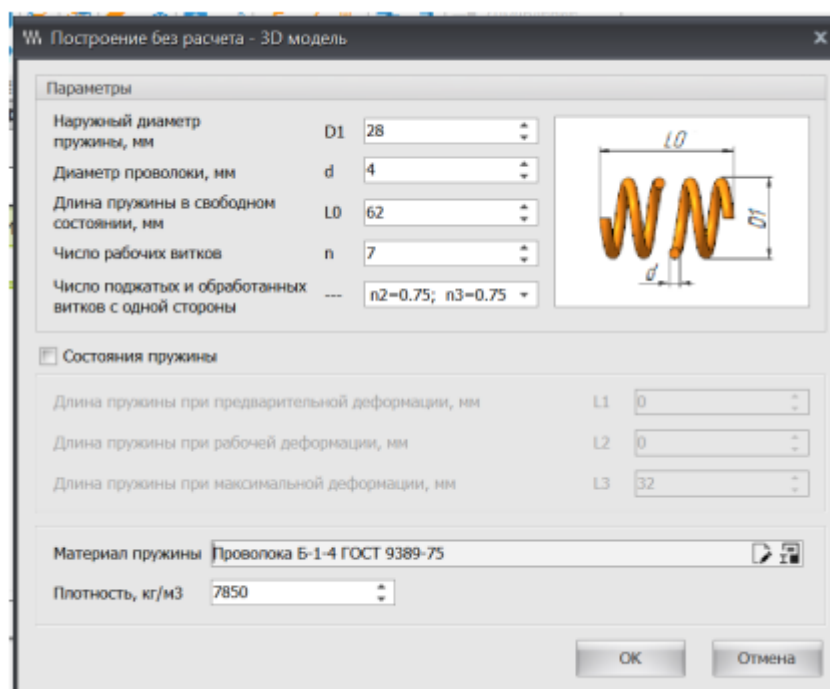 Построение без расчета - 3D модель
Параметры
Наружный диаметр
пружины, мм
D1
28
Диаметр проволоки, мм
d
4
Длина пружины в свободном
состоянии, мм
L0
62
Число рабочих витков
n
7
Число поджатых и обработанных
витков с одной стороны
---
n2=0.75; n3=0.75
L0
D1
d
Состояния пружины
Длина пружины при предварительной деформации, мм
L1
0
Длина пружины при рабочей деформации, мм
L2
0
Длина пружины при максимальной деформации, мм
L3
32
Материал пружины
Проволока Б-1-4 ГОСТ 9389-75
Плотность, кг/м3
7850
OK
Отмена